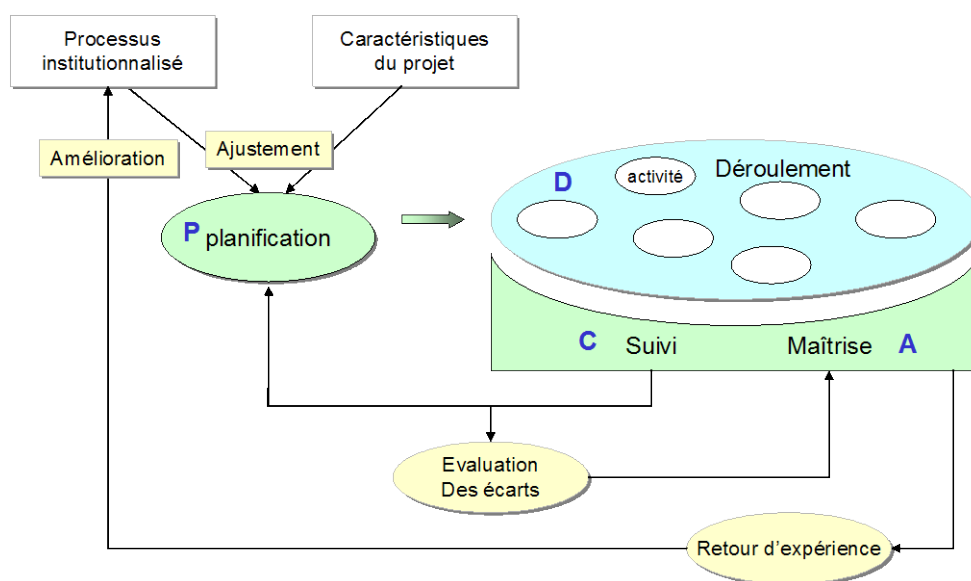 Processus
institutionnalisé
Caractéristiques
du projet
Amélioration
Ajustement
P planification
D
activité
Déroulement
C
Suivi
Maîtrise
A
Evaluation
Des écarts
Retour d'expérience